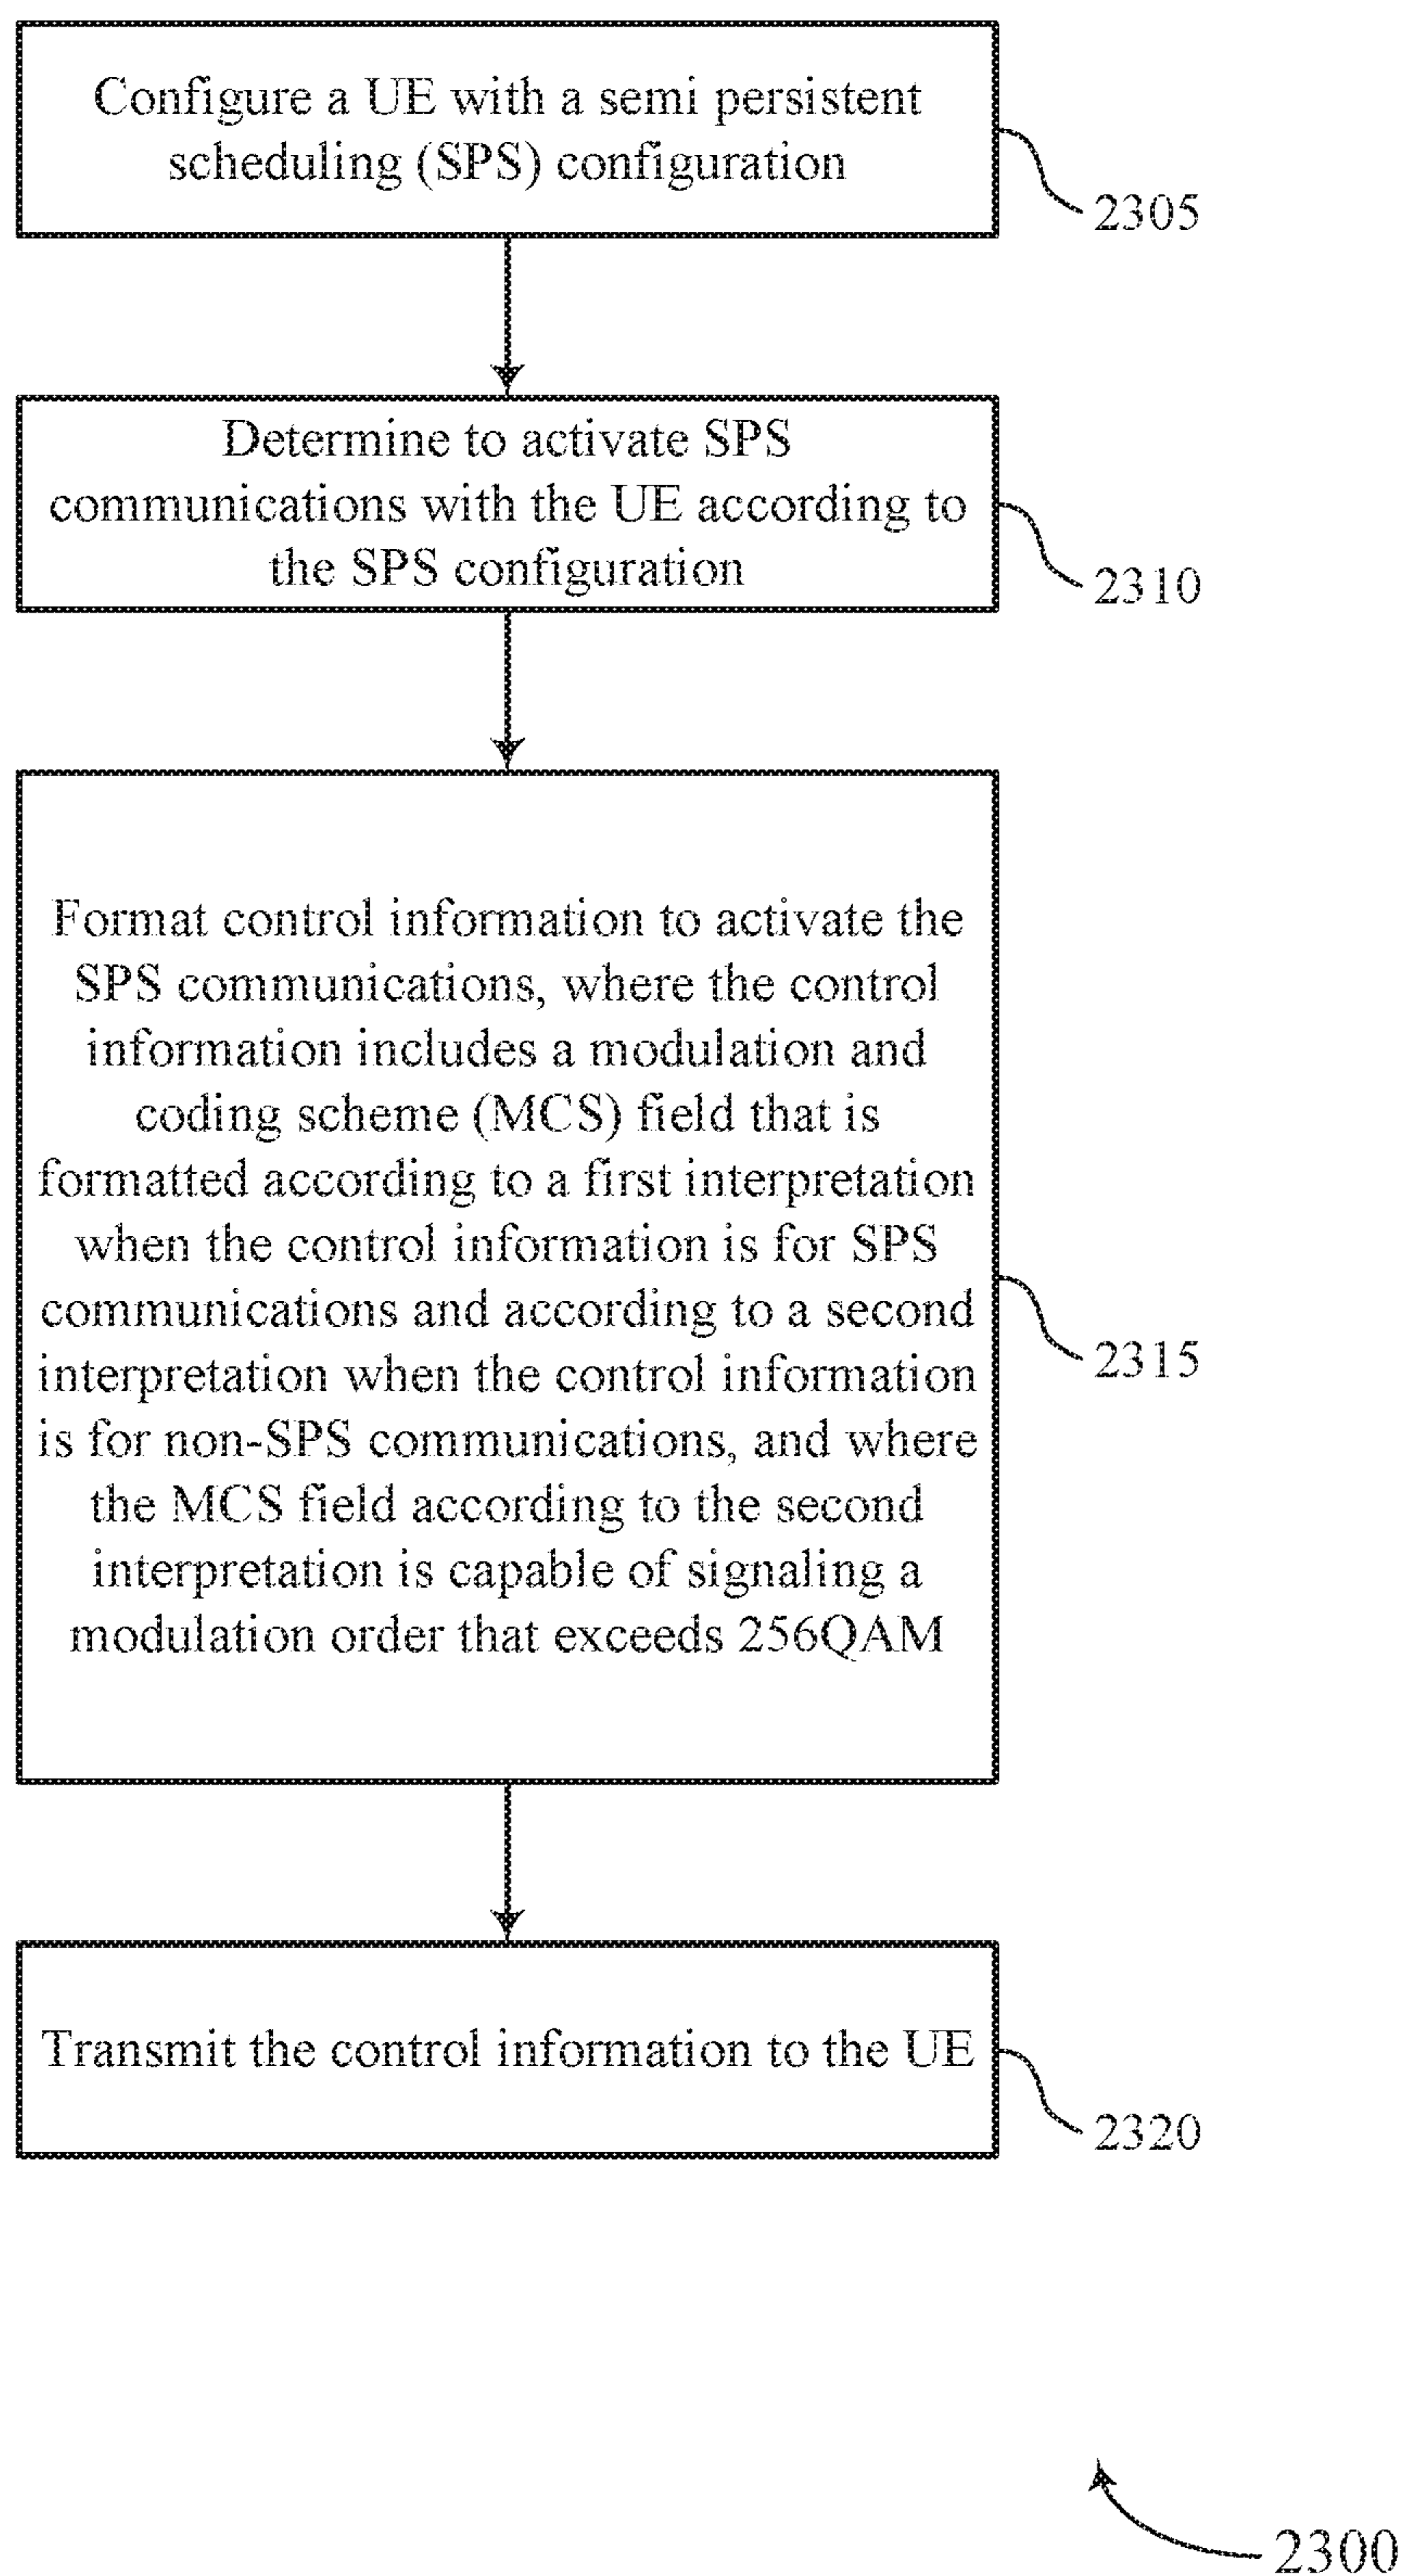 Configure a UE with a semi persistent
scheduling (SPS) configuration
2305
Determine to activate SPS
communications with the UE according to
the SPS configuration
2310
Format control information to activate the
SPS communications, where the control
information includes a modulation and
coding scheme (MCS) field that is
formatted according to a first interpretation
when the control information is for SPS
communications and according to a second
interpretation when the control information
is for non-SPS communications, and where
the MCS field according to the second
interpretation is capable of signaling a
modulation order that exceeds 256QAM
2315
Transmit the control information to the UE
2320
2300